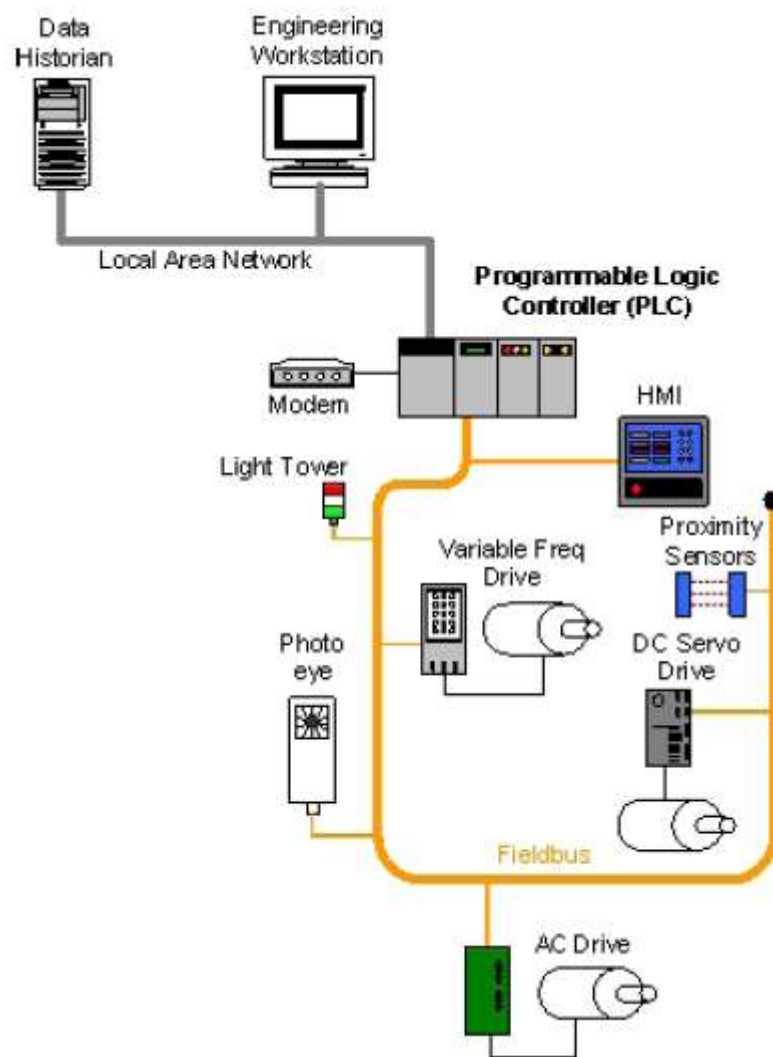 Data
Historian
Engineering
Workstation
Local Area Network
Programmable Logic
Controller (PLC)
Modem
HMI
Light Tower
Proximity
Sensors
Variable Freq
Drive
Photo
eye
DC Servo
Drive
Fieldbus
AC Drive